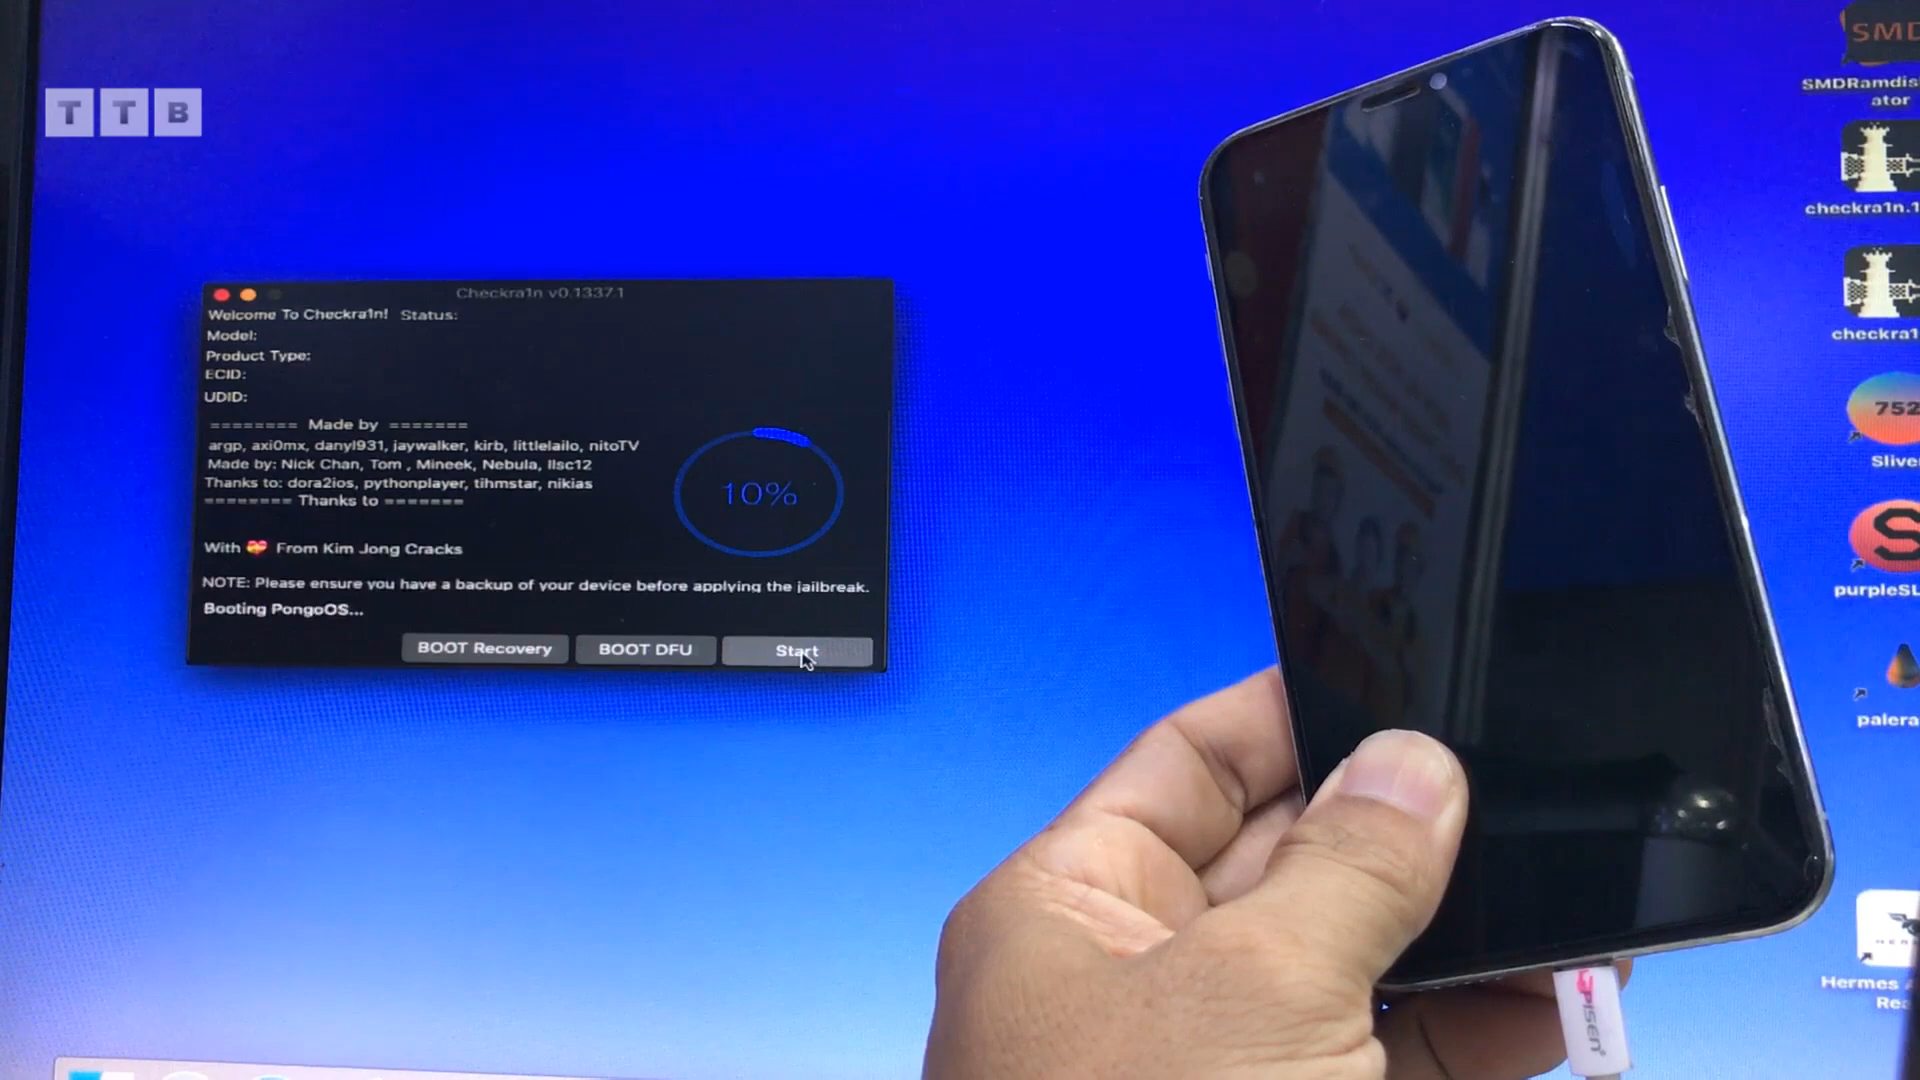 TTB
Checkra1n v0.1337.1
Welcome To Checkra1n! Status:
Model:
Product Type:
ECID:
UDID:
======== Made by =======
argp, axi0mx, danyl931, jaywalker, kirb, littlelailo, nitoTV
Made by: Nick Chan, Tom , Mineek, Nebula, llsc12
Thanks to: dora2ios, pythonplayer, tihmstar, nikias
======== Thanks to =======
10%
With 💝 From Kim Jong Cracks
NOTE: Please ensure you have a backup of your device before applying the jailbreak.
Booting PongoOS...
BOOT Recovery
BOOT DFU
Start
SMD
SMDRamdis
ator
checkra1n.1
checkra1
752
Slive
S
purpleSL
palera
Hermes
Rea
PISEN